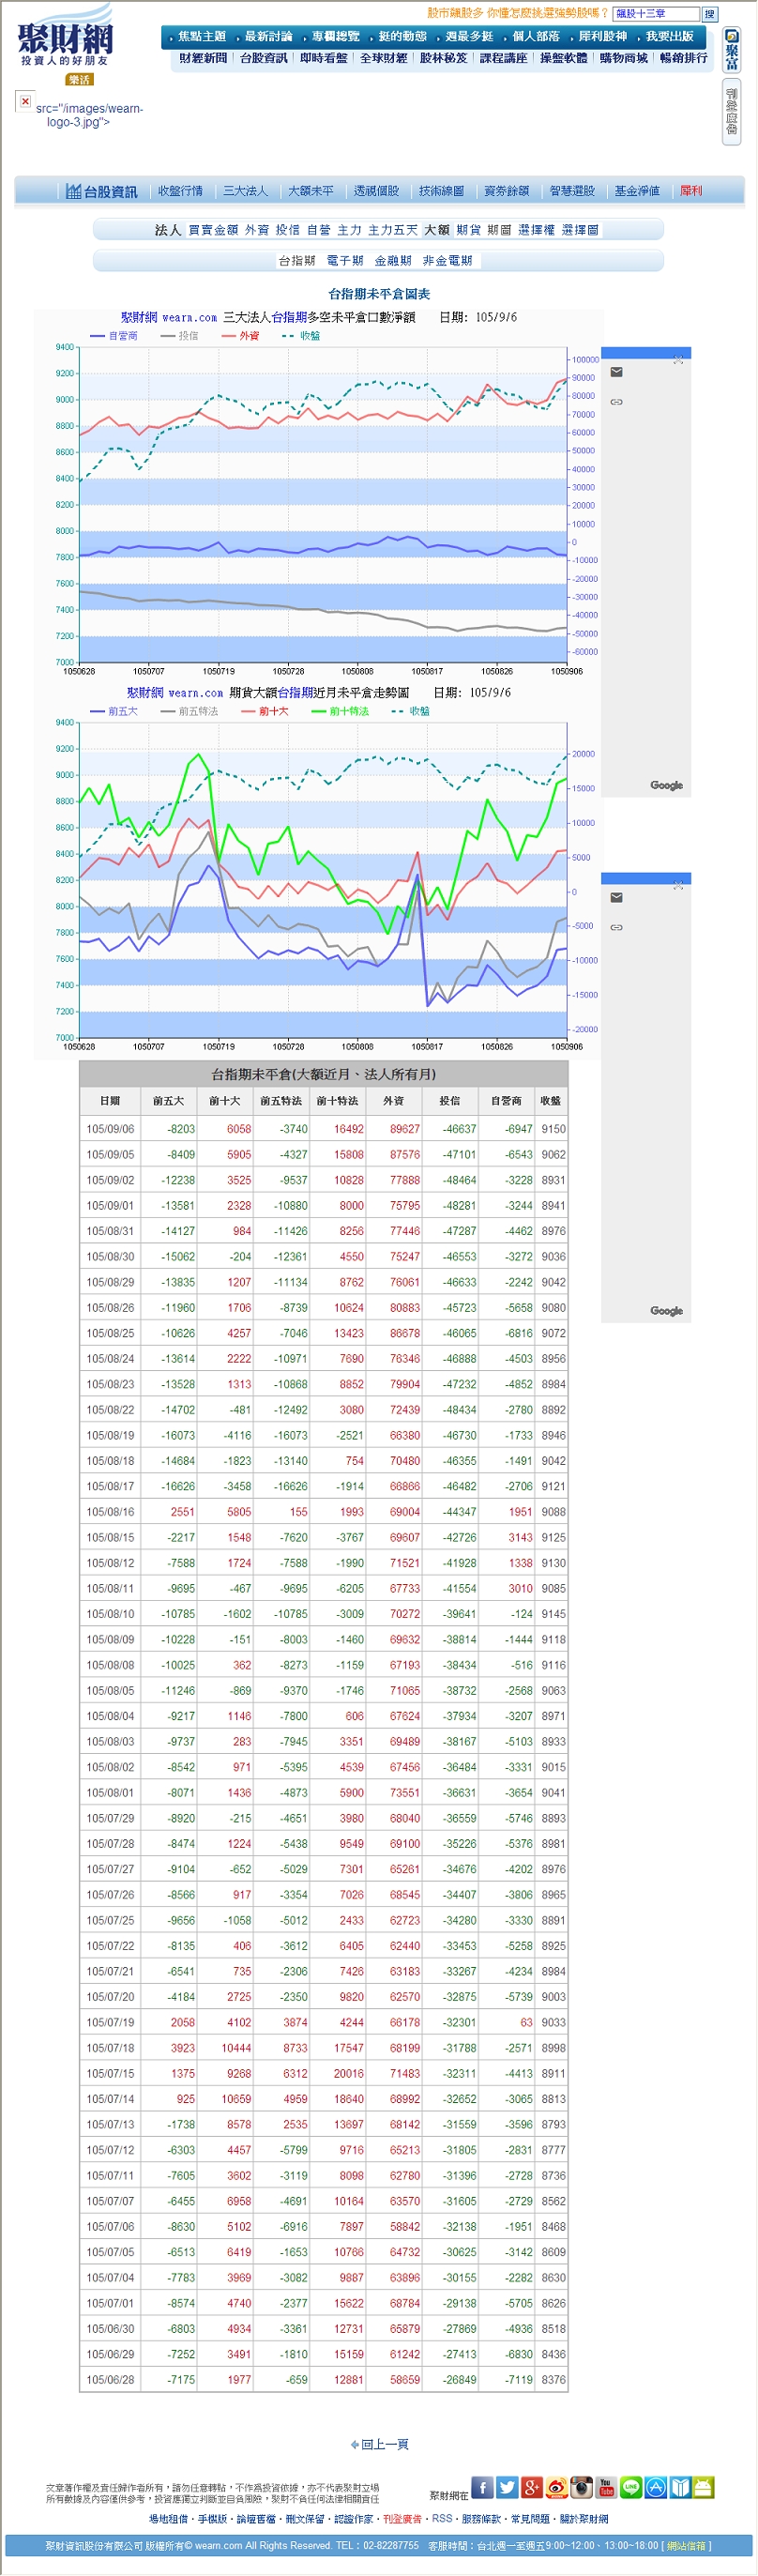 股市飆股多 你懂怎麼挑選強勢股嗎？ 飆股十三章 搜
聚財網
投資人的好朋友
樂活
焦點主題 最新討論 專欄總覽 挺的動態 週最多挺 個人部落 犀利股神 我要出版
財經新聞 台股資訊 即時看盤 全球財經 股林秘笈 課程講座 操盤軟體 購物商城 暢銷排行
聚富
刊登廣告
src="/images/wearn-
logo-3.jpg">
台股資訊 收盤行情 三大法人 大額未平 透視個股 技術線圖 資券餘額 智慧選股 基金淨值 犀利
法人 買賣金額 外資 投信 自營 主力 主力五天 大額 期貨 期圖 選擇權 選擇圖
台指期 電子期 金融期 非金電期
台指期未平倉圖表
聚財網 wearn.com 三大法人台指期多空未平倉口數淨額 日期: 105/9/6
自營商 投信 外資 收盤
9400
9200
9000
8800
8600
8400
8200
8000
7800
7600
7400
7200
7000
100000
90000
80000
70000
60000
50000
40000
30000
20000
10000
0
-10000
-20000
-30000
-40000
-50000
-60000
1050628 1050707 1050719 1050728 1050808 1050817 1050826 1050906
Google
聚財網 wearn.com 期貨大額台指期近月未平倉走勢圖 日期: 105/9/6
前五大 前五特法 前十大 前十特法 收盤
9400
9200
9000
8800
8600
8400
8200
8000
7800
7600
7400
7200
7000
20000
15000
10000
5000
0
-5000
-10000
-15000
-20000
1050628 1050707 1050719 1050728 1050808 1050817 1050826 1050906
Google
台指期未平倉(大額近月、法人所有月)
日期 前五大 前十大 前五特法 前十特法 外資 投信 自營商 收盤
105/09/06 -8203 6058 -3740 16492 89627 -46637 -6947 9150
105/09/05 -8409 5905 -4327 15808 87576 -47101 -6543 9062
105/09/02 -12238 3525 -9537 10828 77888 -48464 -3228 8931
105/09/01 -13581 2328 -10880 8000 75795 -48281 -3244 8941
105/08/31 -14127 984 -11426 8256 77446 -47287 -4462 8976
105/08/30 -15062 -204 -12361 4550 75247 -46553 -3272 9036
105/08/29 -13835 1207 -11134 8762 76061 -46633 -2242 9042
105/08/26 -11960 1706 -8739 10624 80883 -45723 -5658 9080
105/08/25 -10626 4257 -7046 13423 86678 -46065 -6816 9072
105/08/24 -13614 2222 -10971 7690 76346 -46888 -4503 8956
105/08/23 -13528 1313 -10868 8852 79904 -47232 -4852 8984
105/08/22 -14702 -481 -12492 3080 72439 -48434 -2780 8892
105/08/19 -16073 -4116 -16073 -2521 66380 -46730 -1733 8946
105/08/18 -14684 -1823 -13140 754 70480 -46355 -1491 9042
105/08/17 -16626 -3458 -16626 -1914 66866 -46482 -2706 9121
105/08/16 2551 5805 155 1993 69004 -44347 1951 9088
105/08/15 -2217 1548 -7620 -3767 69607 -42726 3143 9125
105/08/12 -7588 1724 -7588 -1990 71521 -41928 1338 9130
105/08/11 -9695 -467 -9695 -6205 67733 -41554 3010 9085
105/08/10 -10785 -1602 -10785 -3009 70272 -39641 -124 9145
105/08/09 -10228 -151 -8003 -1460 69632 -38814 -1444 9118
105/08/08 -10025 362 -8273 -1159 67193 -38434 -516 9116
105/08/05 -11246 -869 -9370 -1746 71065 -38732 -2568 9063
105/08/04 -9217 1146 -7800 606 67624 -37934 -3207 8971
105/08/03 -9737 283 -7945 3351 69489 -38167 -5103 8933
105/08/02 -8542 971 -5395 4539 67456 -36484 -3331 9015
105/08/01 -8071 1436 -4873 5900 73551 -36631 -3654 9041
105/07/29 -8920 -215 -4651 3980 68040 -36559 -5746 8893
105/07/28 -8474 1224 -5438 9549 69100 -35226 -5376 8981
105/07/27 -9104 -652 -5029 7301 65261 -34676 -4202 8976
105/07/26 -8566 917 -3354 7026 68545 -34407 -3806 8965
105/07/25 -9656 -1058 -5012 2433 62723 -34280 -3330 8891
105/07/22 -8135 406 -3612 6405 62440 -33453 -5258 8925
105/07/21 -6541 735 -2306 7426 63183 -33267 -4234 8984
105/07/20 -4184 2725 -2350 9820 62570 -32875 -5739 9003
105/07/19 2058 4102 3874 4244 66178 -32301 63 9033
105/07/18 3923 10444 8733 17547 68199 -31788 -2571 8998
105/07/15 1375 9268 6312 20016 71483 -32311 -4413 8911
105/07/14 925 10659 4959 18640 68992 -32652 -3065 8813
105/07/13 -1738 8578 2535 13697 68142 -31559 -3596 8793
105/07/12 -6303 4457 -5799 9716 65213 -31805 -2831 8777
105/07/11 -7605 3602 -3119 8098 62780 -31396 -2728 8736
105/07/07 -6455 6958 -4691 10164 63570 -31605 -2729 8562
105/07/06 -8630 5102 -6916 7897 58842 -32138 -1951 8468
105/07/05 -6513 6419 -1653 10766 64732 -30625 -3142 8609
105/07/04 -7783 3969 -3082 9887 63896 -30155 -2282 8630
105/07/01 -8574 4740 -2377 15622 68784 -29138 -5705 8626
105/06/30 -6803 4934 -3361 12731 65879 -27869 -4936 8518
105/06/29 -7252 3491 -1810 15159 61242 -27413 -6830 8436
105/06/28 -7175 1977 -659 12881 58659 -26849 -7119 8376
回上一頁
文章著作權及責任歸作者所有，請勿任意轉貼，不作為投資依據，亦不代表聚財立場
所有數據及內容僅供參考，投資應獨立判斷並自負風險，聚財不負任何法律相關責任
聚財網在
場地租借・手機版・論壇舊檔・刪文保留・認證作家・刊登廣告・RSS・服務條款・常見問題・關於聚財網
聚財資訊股份有限公司 版權所有© wearn.com All Rights Reserved. TEL：02-82287755 客服時間：台北週一至週五9:00~12:00、13:00~18:00 [ 網站信箱 ]